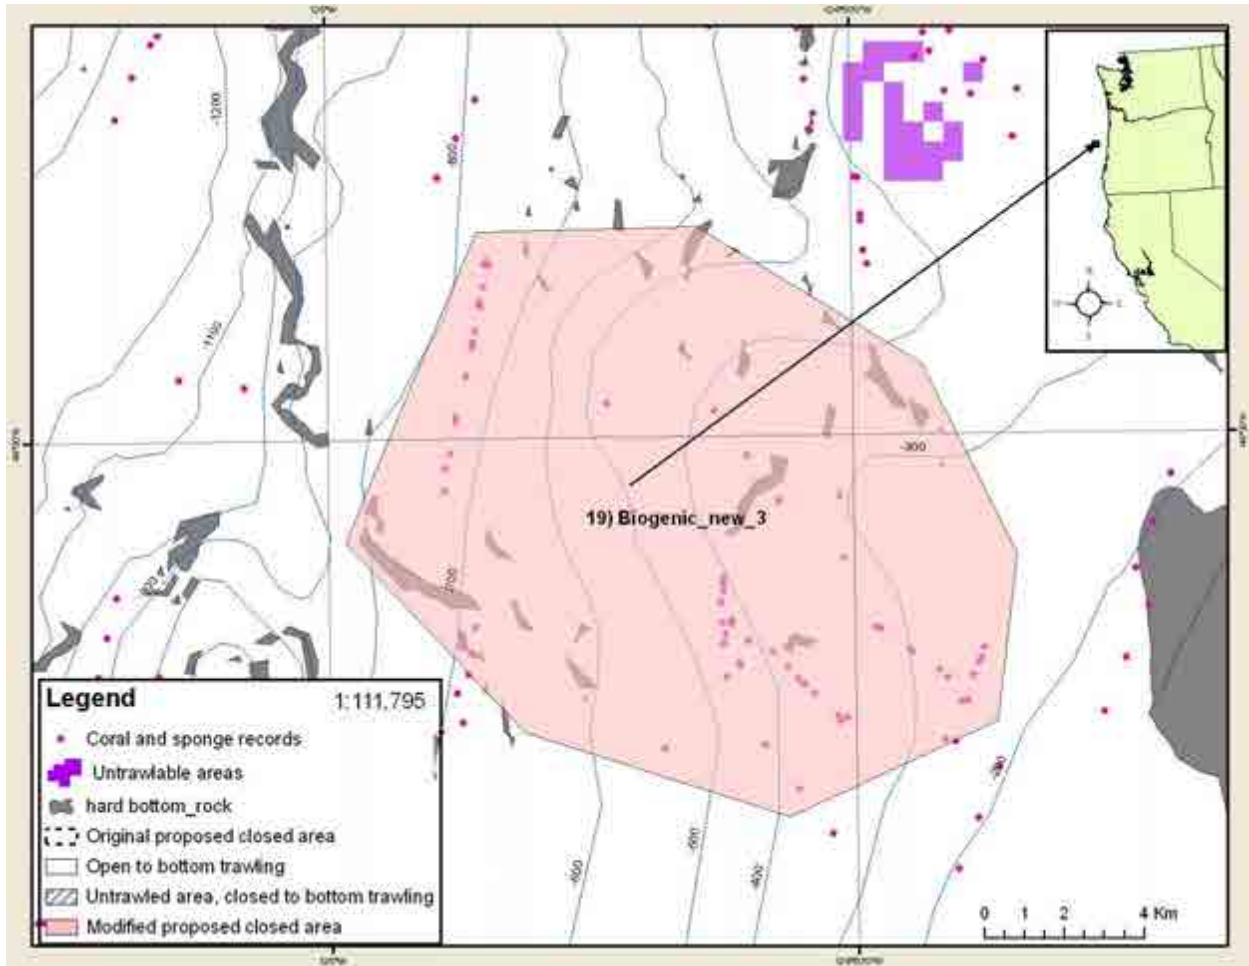 -1200
-800
-1100
-300
19) Biogenic_new_3
-700
Legend
1:111.795
Coral and sponge records
Untrawlable areas
hard bottom_rock
Original proposed closed area
Open to bottom trawling
Untrawled area, closed to bottom trawling
Modified proposed closed area
-600
-500
-400
0 1 2 4 Km